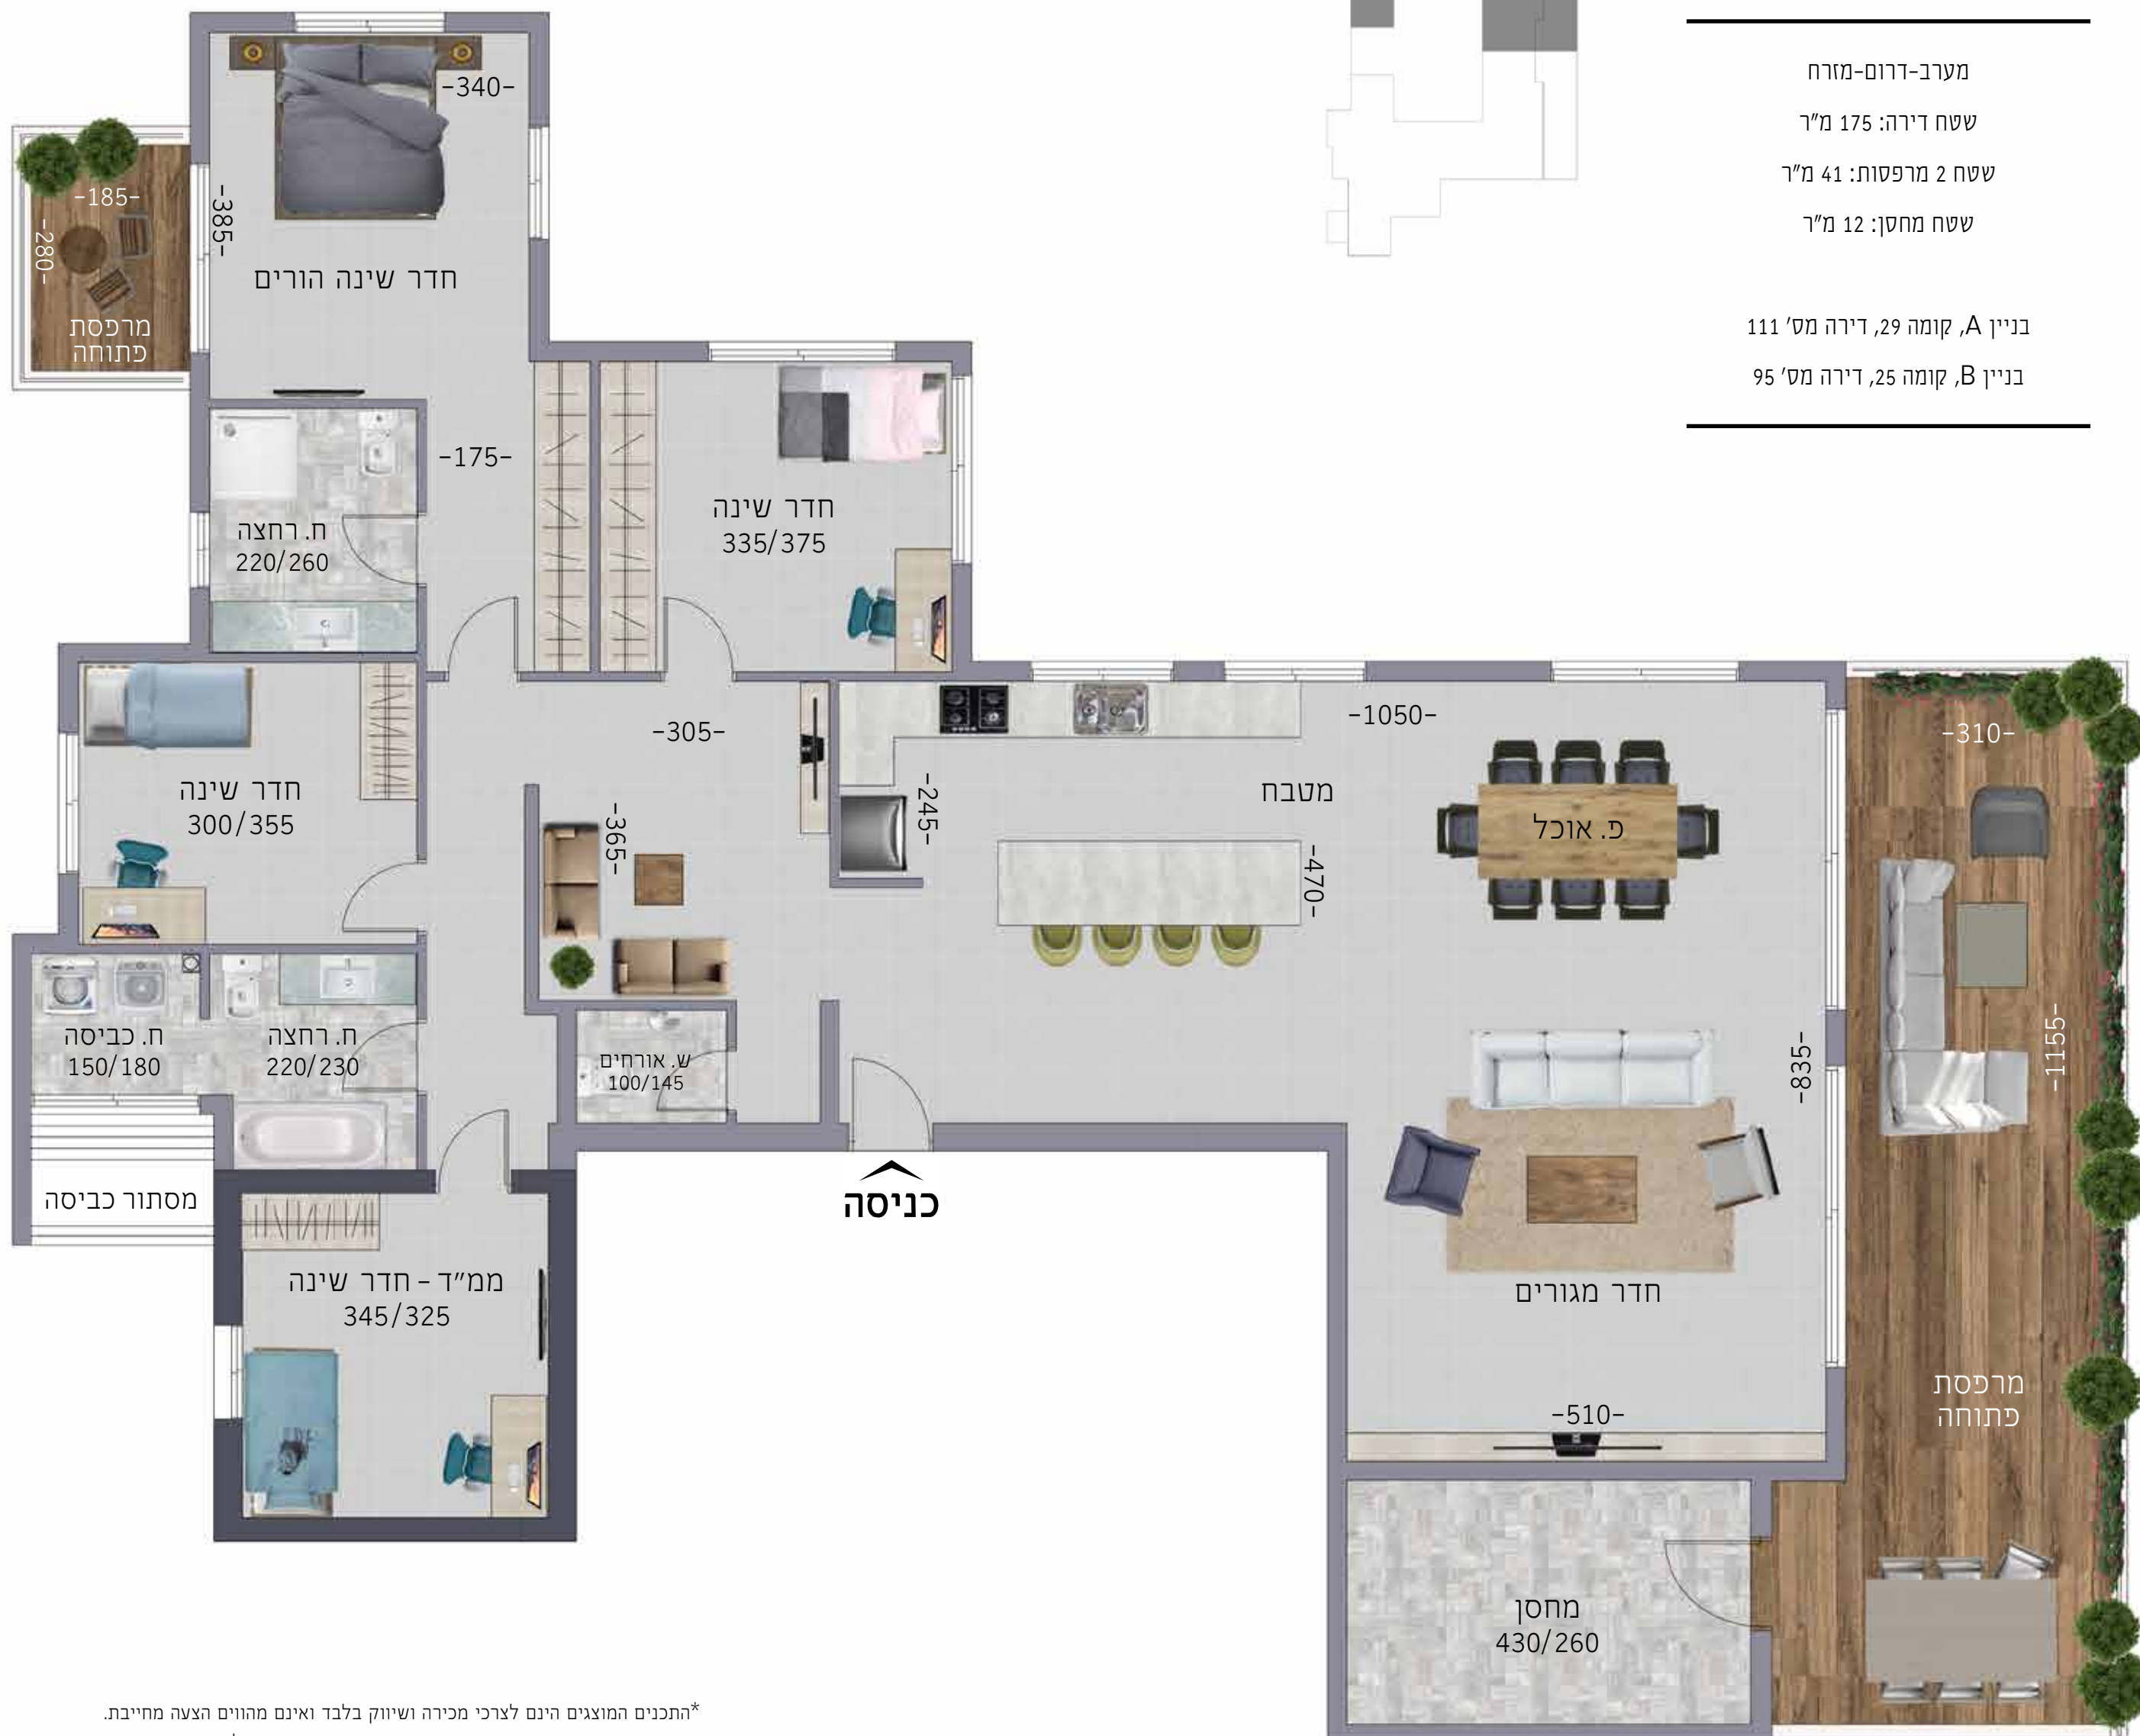 מערב-דרום-מזרח
שטח דירה: 175 מ"ר
שטח 2 מרפסות: 41 מ"ר
שטח מחסן: 12 מ"ר
בניין A, קומה 29, דירה מס' 111
בניין B, קומה 25, דירה מס' 95
-340-
-385-
חדר שינה הורים
-185-
-280-
מרפסת
פתוחה
-175-
ח. רחצה
220/260
חדר שינה
335/375
חדר שינה
300/355
-305-
-365-
-245-
-1050-
מטבח
-470-
פ. אוכל
-310-
-1155-
-835-
ח. כביסה
150/180
ח. רחצה
220/230
ש. אורחים
100/145
מסתור כביסה
כניסה
ממ"ד - חדר שינה
345/325
חדר מגורים
-510-
מרפסת
פתוחה
מחסן
430/260
*התכנים המוצגים הינם לצרכי מכירה ושיווק בלבד ואינם מהווים הצעה מחייבת.